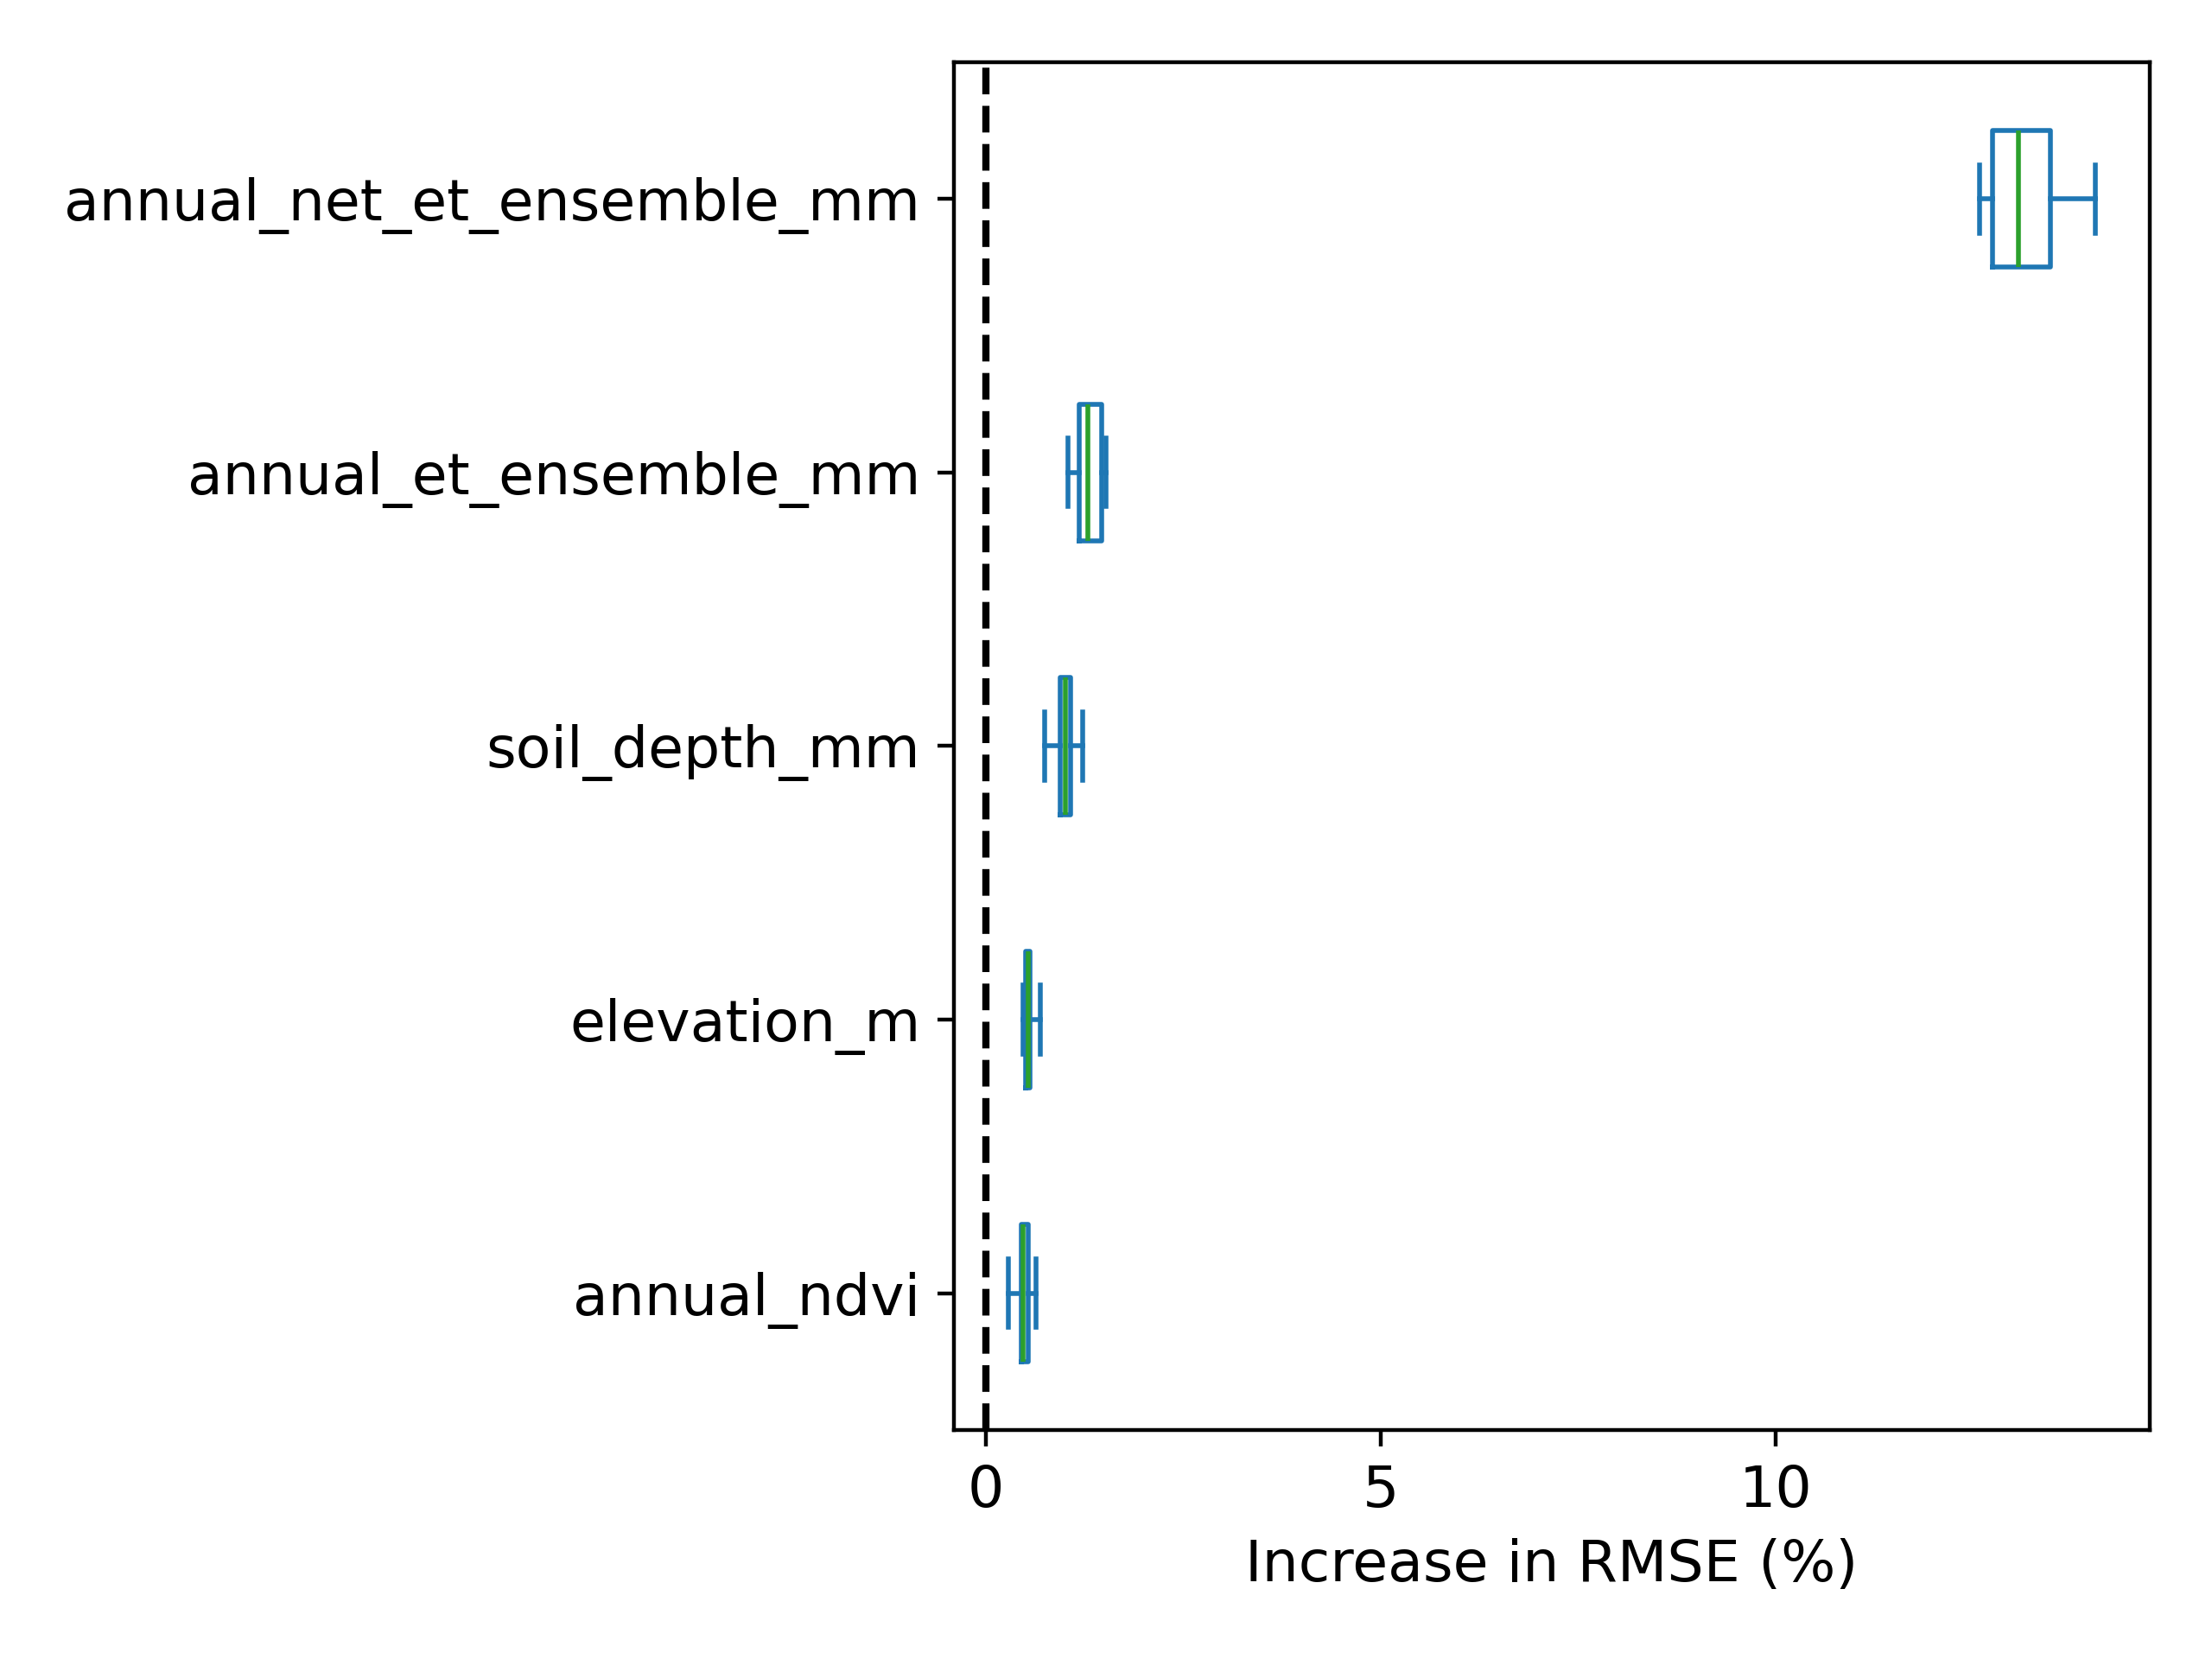 annual_net_et_ensemble_mm
annual_et_ensemble_mm
soil_depth_mm
elevation_m
annual_ndvi
0 5 10
Increase in RMSE (%)